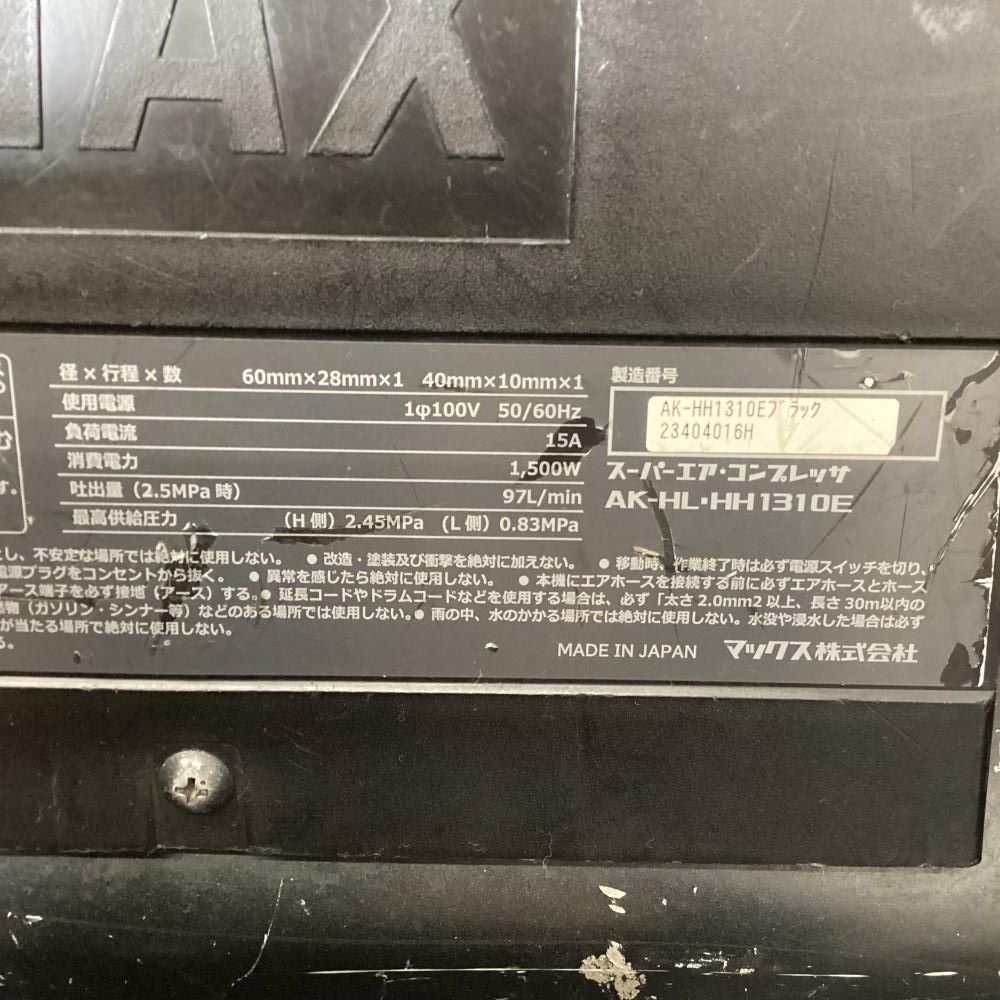 MAX
径×行程×数 60mm×28mm×1 40mm×10mm×1
使用電源 1φ100V 50/60Hz
負荷電流 15A
消費電力 1,500W
吐出量（2.5MPa時） 97L/min
最高供給圧力 （H側）2.45MPa （L側）0.83MPa
製造番号
AK-HH1310Eブラック
23404016H
スーパーエア・コンプレッサ
AK-HL・HH1310E
む
す。
とし、不安定な場所では絶対に使用しない。 ●改造・塗装及び衝撃を絶対に加えない。 ●移動時、作業終了時は必ず電源スイッチを切り、
電源プラグをコンセントから抜く。 ●異常を感じたら絶対に使用しない。 ●本機にエアホースを接続する前に必ずエアホースとホース
アース端子を必ず接地（アース）する。●延長コードやドラムコードなどを使用する場合は、必ず「太さ2.0mm2以上、長さ30m以内の
物（ガソリン・シンナー等）などのある場所では使用しない。●雨の中、水のかかる場所では絶対に使用しない。水没や浸水した場合は必ず
が当たる場所で絶対に使用しない。
る。
MADE IN JAPAN マックス株式会社